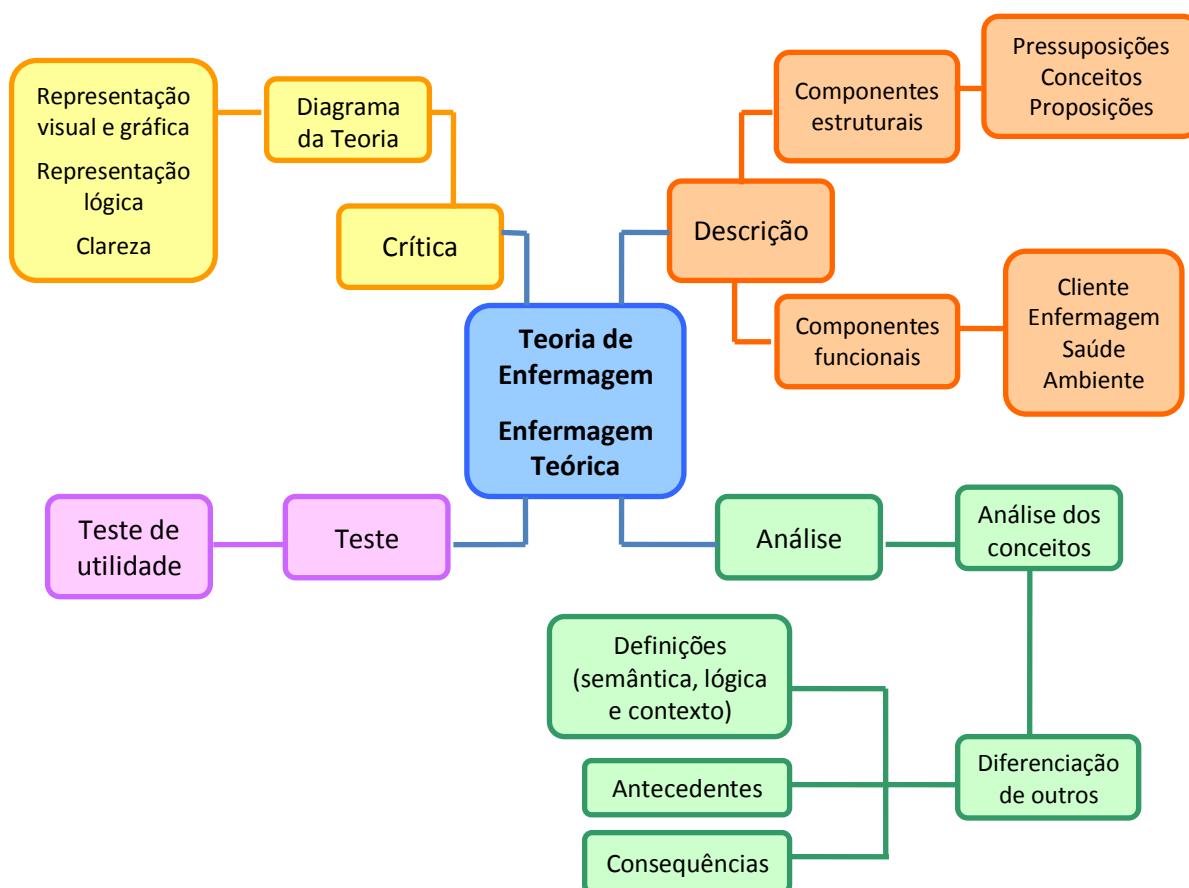 Representação
visual e gráfica
Representação
lógica
Clareza
Diagrama
da Teoria
Crítica
Componentes
estruturais
Pressuposições
Conceitos
Proposições
Descrição
Componentes
funcionais
Cliente
Enfermagem
Saúde
Ambiente
Teoria de
Enfermagem
Enfermagem
Teórica
Teste de
utilidade
Teste
Análise
Análise dos
conceitos
Definições
(semântica, lógica
e contexto)
Antecedentes
Consequências
Diferenciação
de outros